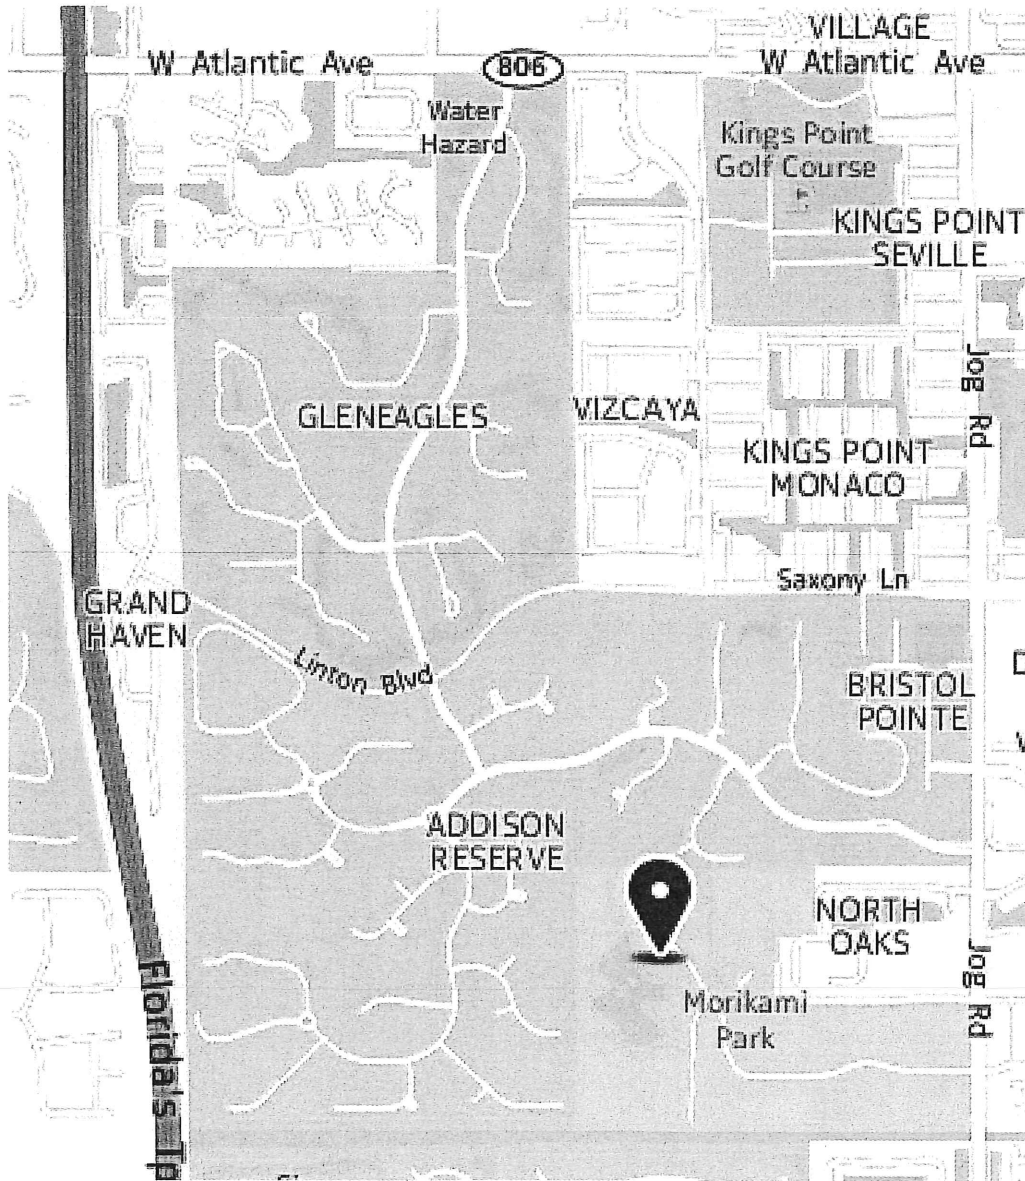 VILLAGE
W Atlantic Ave
806
W Atlantic Ave
Water
Hazard
Kings Point
Golf Course
KINGS POINT
SEVILLE
Jog Rd
GLENEAGLES
VIZCAYA
KINGS POINT
MONACO
Saxony Ln
GRAND
HAVEN
Linton Blvd
BRISTOL
POINTE
ADDISON
RESERVE
NORTH
OAKS
Jog Rd
Florida's Tp
Morikami
Park